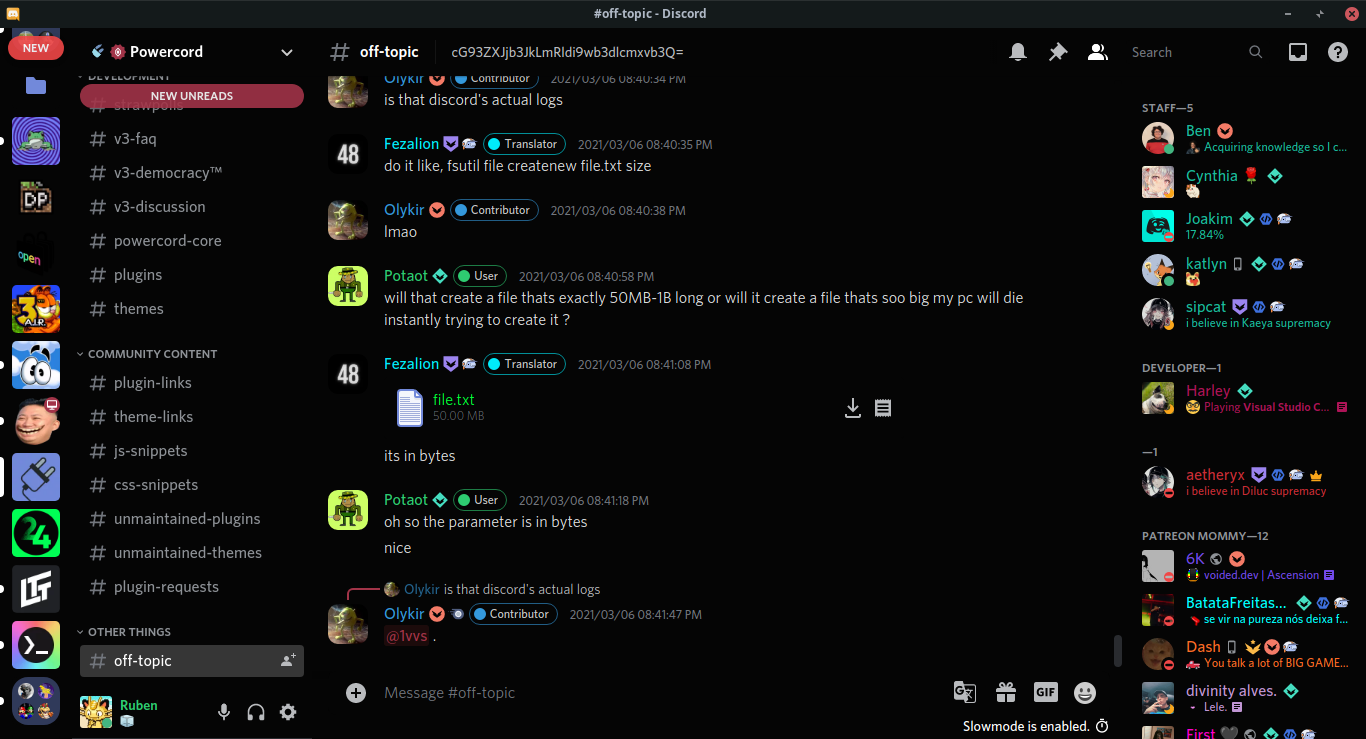 #off-topic - Discord
NEW
Powercord
DEVELOPMENT
NEW UNREADS
strawpolls
v3-faq
v3-democracy™
v3-discussion
powercord-core
plugins
themes
COMMUNITY CONTENT
plugin-links
theme-links
js-snippets
css-snippets
unmaintained-plugins
unmaintained-themes
plugin-requests
OTHER THINGS
off-topic
Ruben
DP
open
3
A.I.R.
24
LTT
off-topic
cG93ZXJjb3JkLmRldi9wb3dlcmxvb3Q=
Search
Olykir Contributor 2021/03/06 08:40:34 PM
is that discord's actual logs
48
Fezalion Translator 2021/03/06 08:40:35 PM
do it like, fsutil file createnew file.txt size
Olykir Contributor 2021/03/06 08:40:38 PM
lmao
Potaot User 2021/03/06 08:40:58 PM
will that create a file thats exactly 50MB-1B long or will it create a file thats soo big my pc will die
instantly trying to create it ?
48
Fezalion Translator 2021/03/06 08:41:08 PM
file.txt
50.00 MB
its in bytes
Potaot User 2021/03/06 08:41:18 PM
oh so the parameter is in bytes
nice
Olykir is that discord's actual logs
Olykir Contributor 2021/03/06 08:41:47 PM
@1vvs .
Message #off-topic
GIF
Slowmode is enabled.
STAFF—5
Ben
Acquiring knowledge so I c...
Cynthia
Joakim
17.84%
katlyn
sipcat
i believe in Kaeya supremacy
DEVELOPER—1
Harley
Playing Visual Studio C...
—1
aetheryx
i believe in Diluc supremacy
PATREON MOMMY—12
6K
voided.dev | Ascension
BatataFreitas...
se vir na pureza nós deixa f...
Dash
You talk a lot of BIG GAME...
divinity alves.
Lele.
First